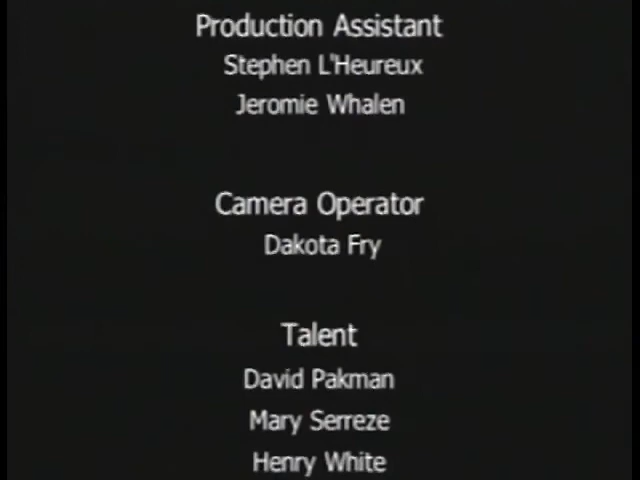 Production Assistant
Stephen L'Heureux
Jeromie Whalen
Camera Operator
Dakota Fry
Talent
David Pakman
Mary Serreze
Henry White